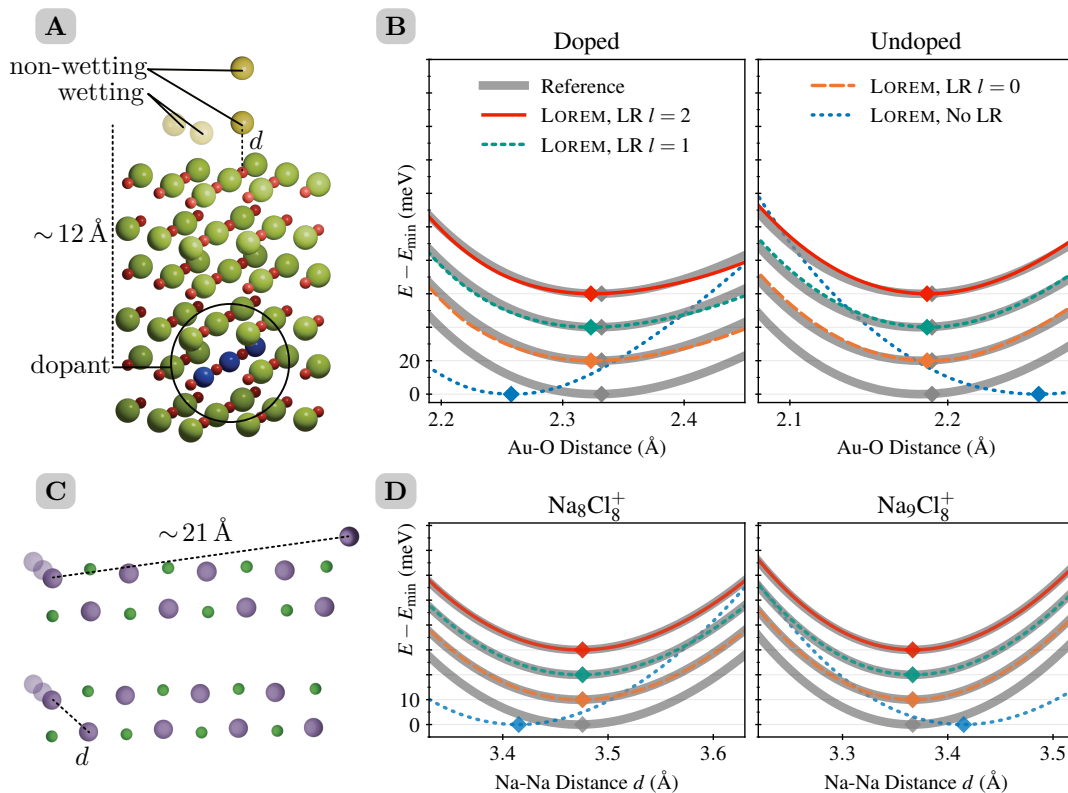 A
non-wetting
wetting
d
∼ 12 Å
dopant
B
Doped
Undoped
Reference
LOREM, LR l = 2
LOREM, LR l = 1
LOREM, LR l = 0
LOREM, No LR
E − Emin (meV)
20
0
2.2
2.3
2.4
2.1
2.2
Au-O Distance (Å)
Au-O Distance (Å)
C
∼ 21 Å
d
D
Na₈Cl₈⁺
Na₉Cl₈⁺
E − Emin (meV)
10
0
3.4
3.5
3.6
3.3
3.4
3.5
Na-Na Distance d (Å)
Na-Na Distance d (Å)